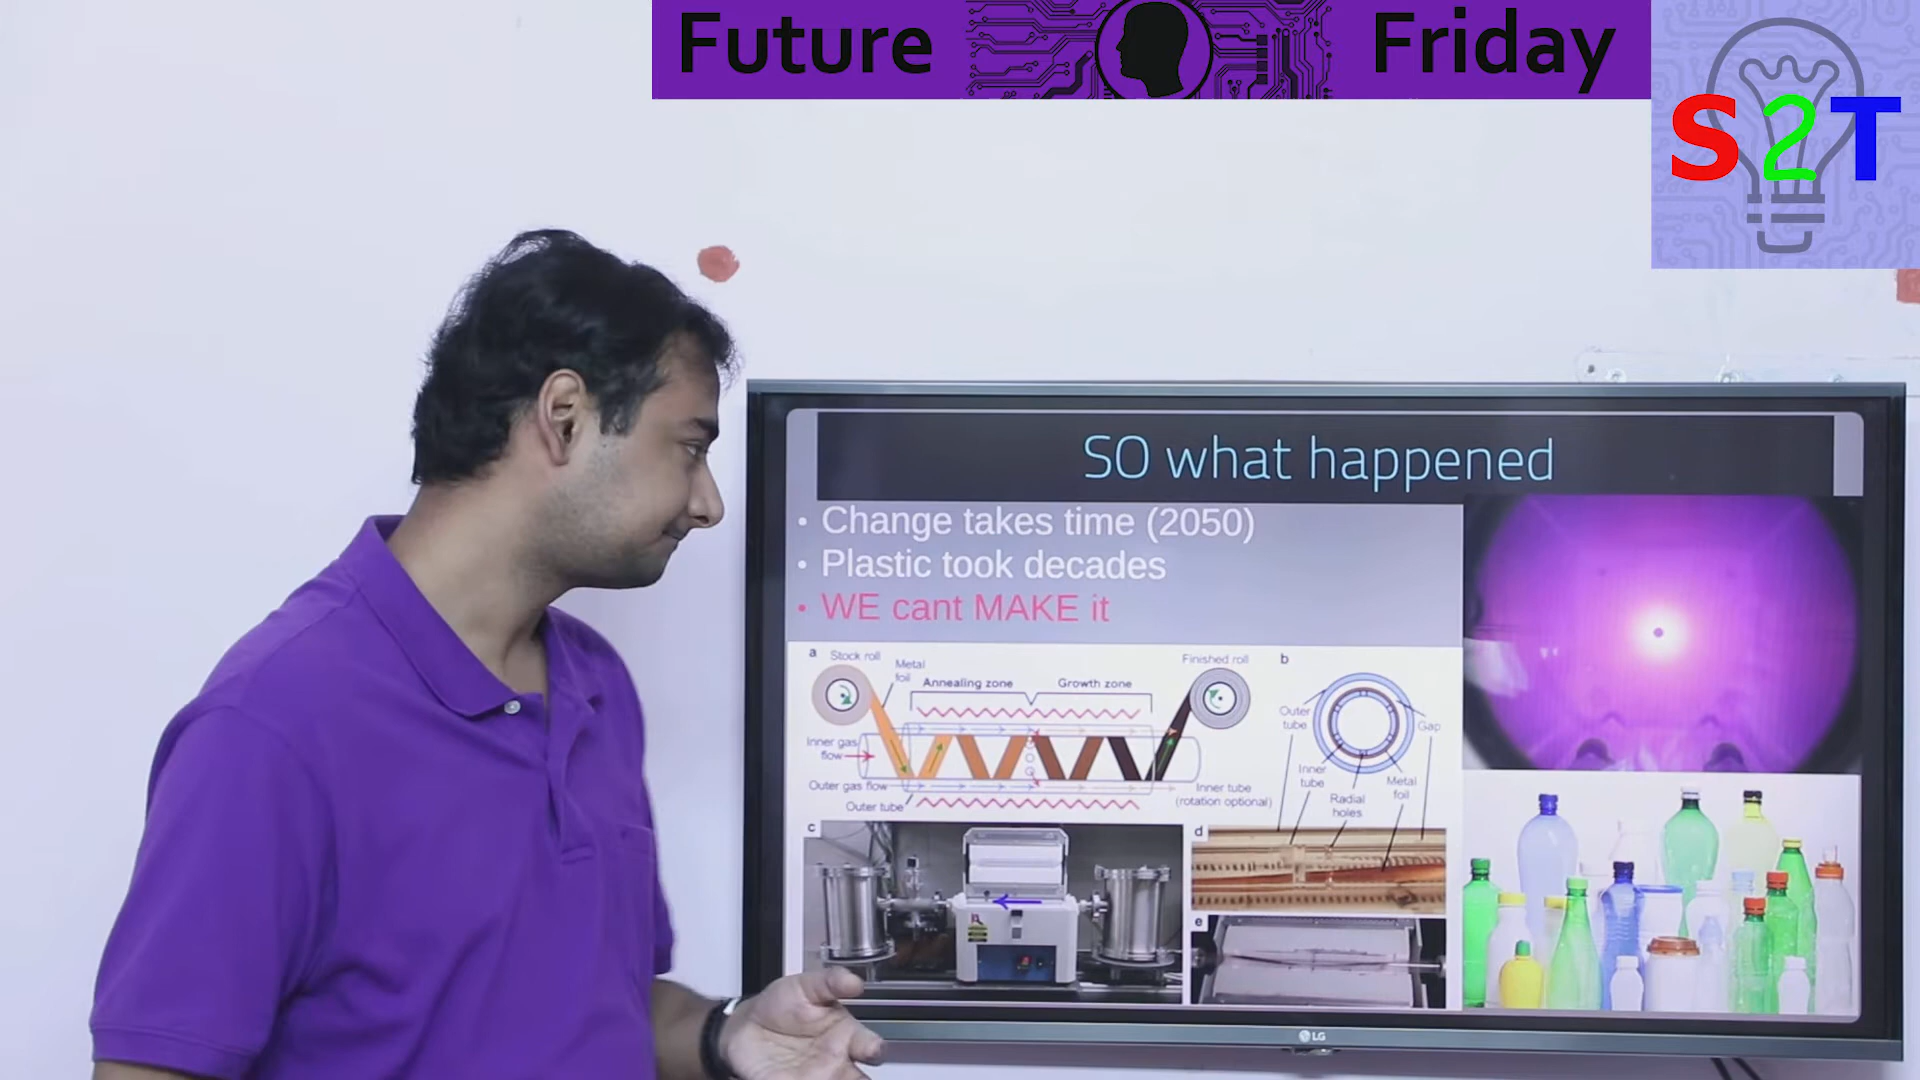 Future Friday
S2T
SO what happened
• Change takes time (2050)
• Plastic took decades
• WE cant MAKE it
a
Stock roll
Metal
foil
Annealing zone
Growth zone
Finished roll
Inner gas
flow
Outer gas flow
Outer tube
Inner tube
(rotation optional)
b
Outer
tube
Gap
Inner
tube
Radial
holes
Metal
foil
c
d
e
LG